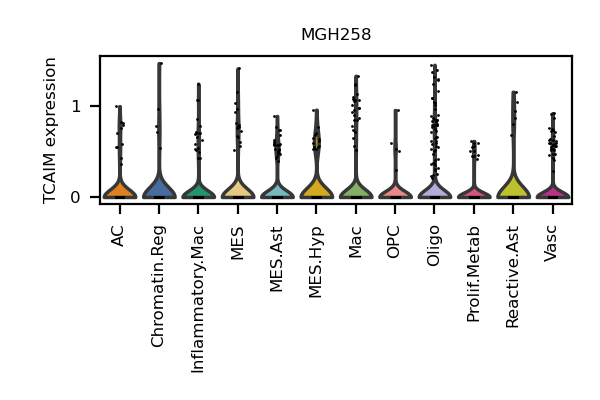 MGH258
TCAIM expression
1
0
AC
Chromatin.Reg
Inflammatory.Mac
MES
MES.Ast
MES.Hyp
Mac
OPC
Oligo
Prolif.Metab
Reactive.Ast
Vasc